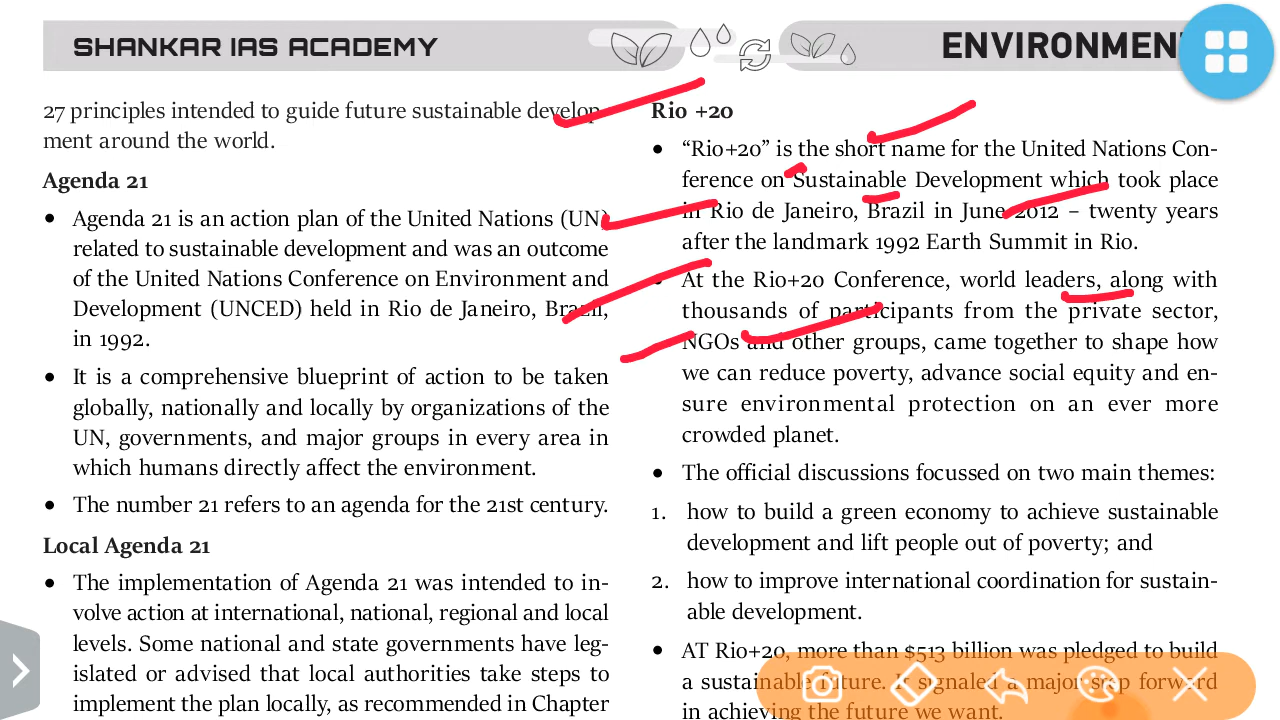 SHANKAR IAS ACADEMY
ENVIRONMEN
27 principles intended to guide future sustainable develop-
ment around the world.
Agenda 21
• Agenda 21 is an action plan of the United Nations (UN)
related to sustainable development and was an outcome
of the United Nations Conference on Environment and
Development (UNCED) held in Rio de Janeiro, Brazil,
in 1992.
• It is a comprehensive blueprint of action to be taken
globally, nationally and locally by organizations of the
UN, governments, and major groups in every area in
which humans directly affect the environment.
• The number 21 refers to an agenda for the 21st century.
Local Agenda 21
• The implementation of Agenda 21 was intended to in-
volve action at international, national, regional and local
levels. Some national and state governments have leg-
islated or advised that local authorities take steps to
implement the plan locally, as recommended in Chapter
Rio +20
• “Rio+20” is the short name for the United Nations Con-
ference on Sustainable Development which took place
in Rio de Janeiro, Brazil in June 2012 – twenty years
after the landmark 1992 Earth Summit in Rio.
• At the Rio+20 Conference, world leaders, along with
thousands of participants from the private sector,
NGOs and other groups, came together to shape how
we can reduce poverty, advance social equity and en-
sure environmental protection on an ever more
crowded planet.
• The official discussions focussed on two main themes:
1. how to build a green economy to achieve sustainable
development and lift people out of poverty; and
2. how to improve international coordination for sustain-
able development.
• AT Rio+20, more than $513 billion was pledged to build
a sustainable future. It signaled a major step forward
in achieving the future we want.